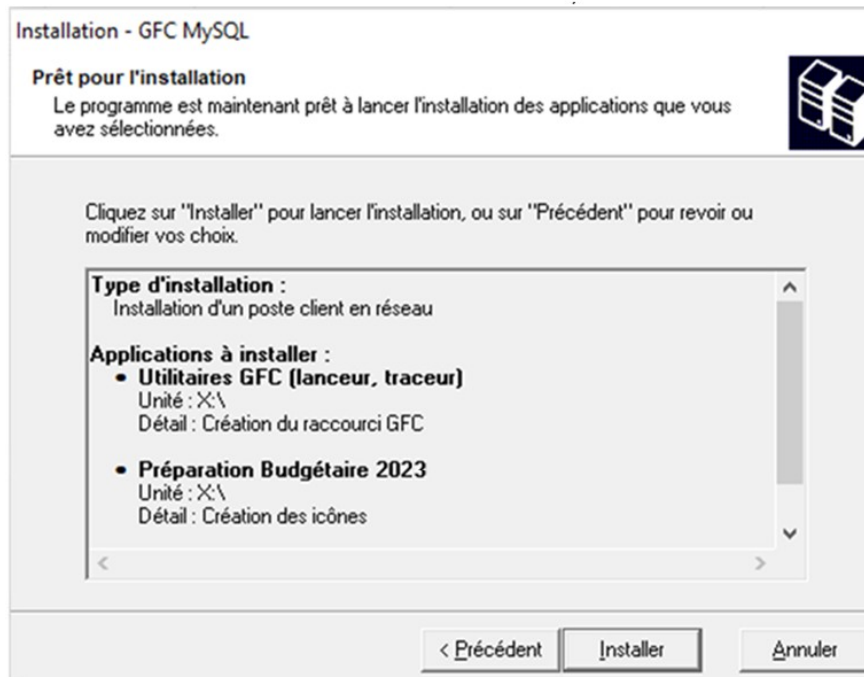 Installation - GFC MySQL
Prêt pour l'installation
Le programme est maintenant prêt à lancer l'installation des applications que vous
avez sélectionnées.
Cliquez sur "Installer" pour lancer l'installation, ou sur "Précédent" pour revoir ou
modifier vos choix.
Type d'installation :
Installation d'un poste client en réseau
Applications à installer :
• Utilitaires GFC (lanceur, traceur)
Unité : X:\
Détail : Création du raccourci GFC
• Préparation Budgétaire 2023
Unité : X:\
Détail : Création des icônes
< Précédent Installer Annuler